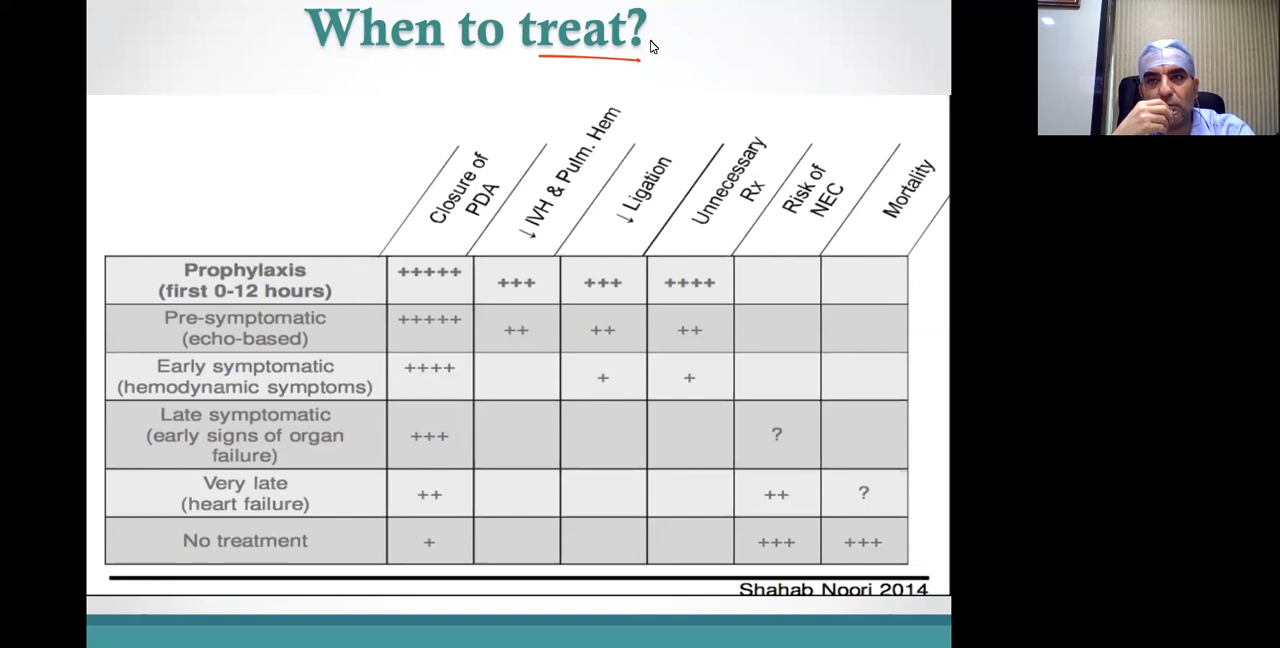 When to treat?
Closure of
PDA
↓ IVH & Pulm. Hem
↓ Ligation
Unnecessary
Rx
Risk of
NEC
Mortality
Prophylaxis
(first 0-12 hours)
+++++
+++
+++
++++
Pre-symptomatic
(echo-based)
+++++
++
++
++
Early symptomatic
(hemodynamic symptoms)
++++
+
+
Late symptomatic
(early signs of organ
failure)
+++
?
Very late
(heart failure)
++
++
?
No treatment
+
+++
+++
Shahab Noori 2014